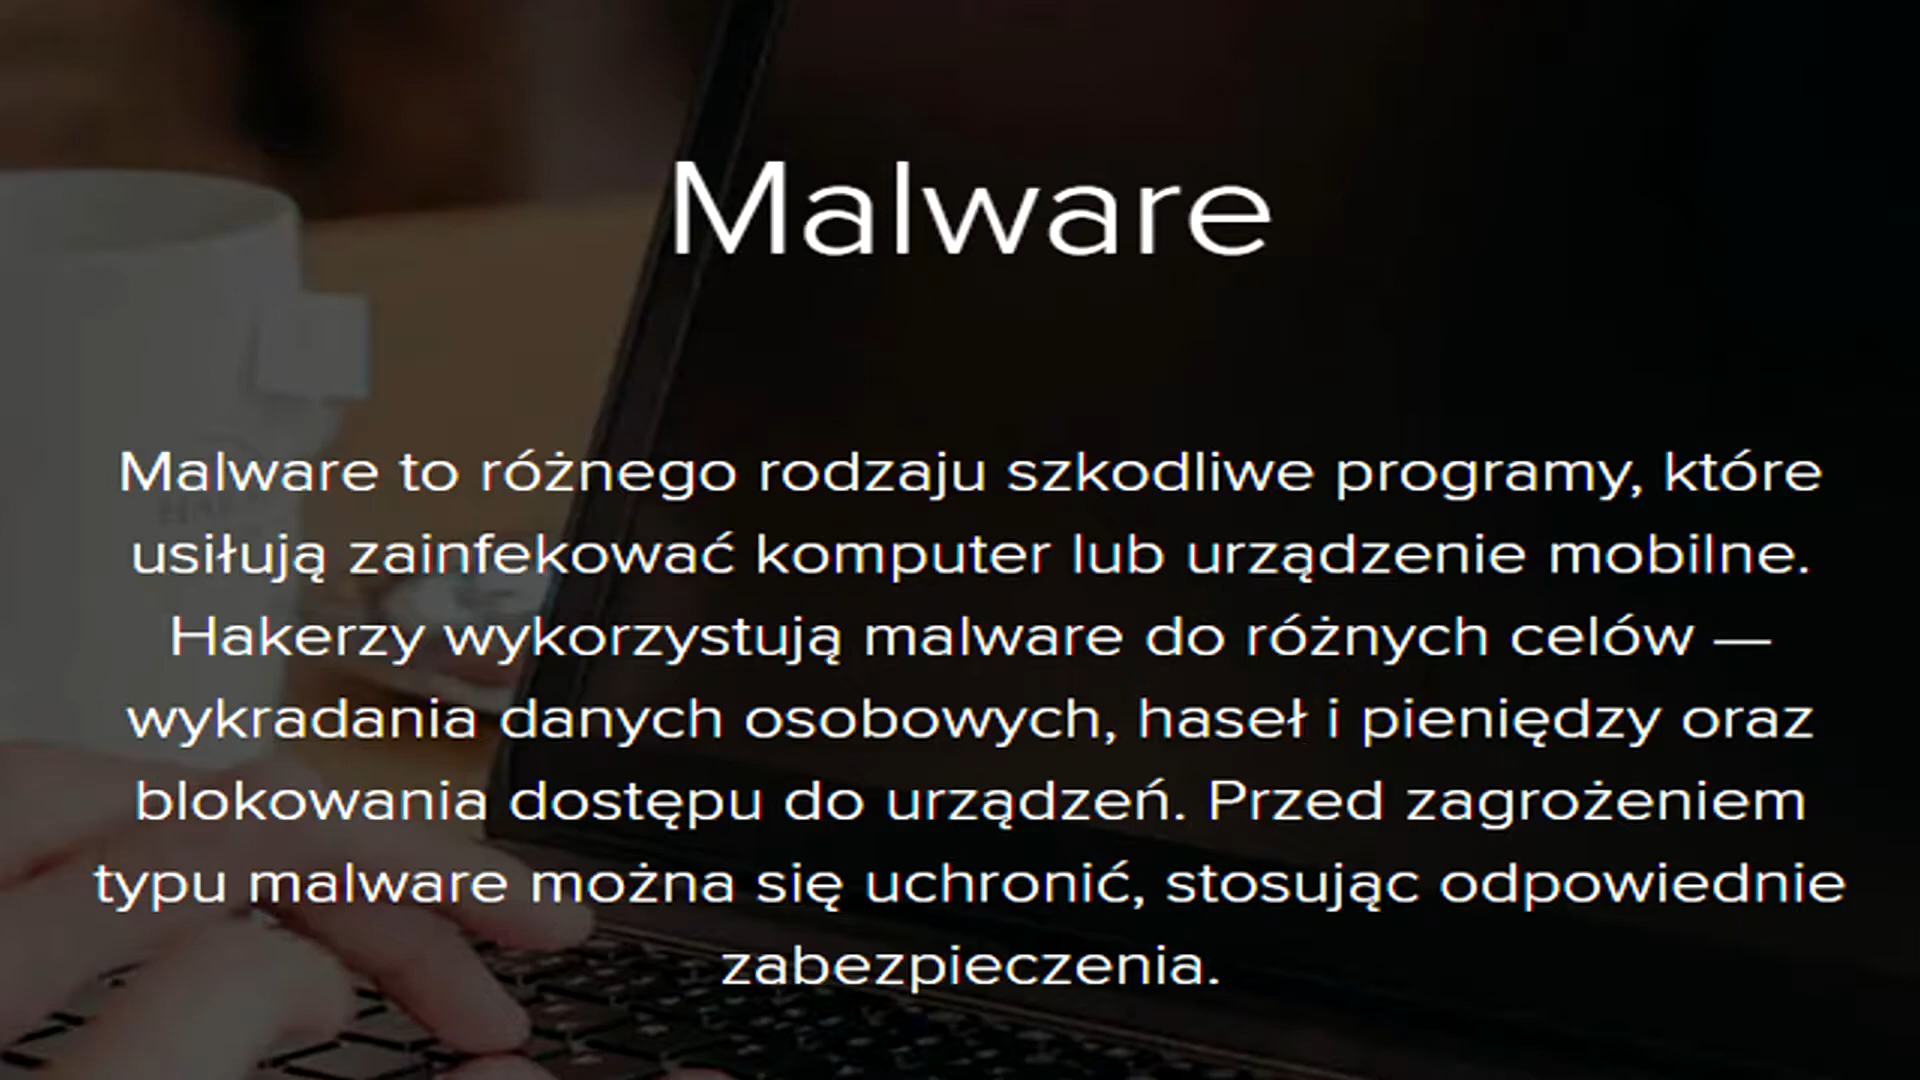 Malware
Malware to różnego rodzaju szkodliwe programy, które
usiłują zainfekować komputer lub urządzenie mobilne.
Hakerzy wykorzystują malware do różnych celów —
wykradania danych osobowych, haseł i pieniędzy oraz
blokowania dostępu do urządzeń. Przed zagrożeniem
typu malware można się uchronić, stosując odpowiednie
zabezpieczenia.